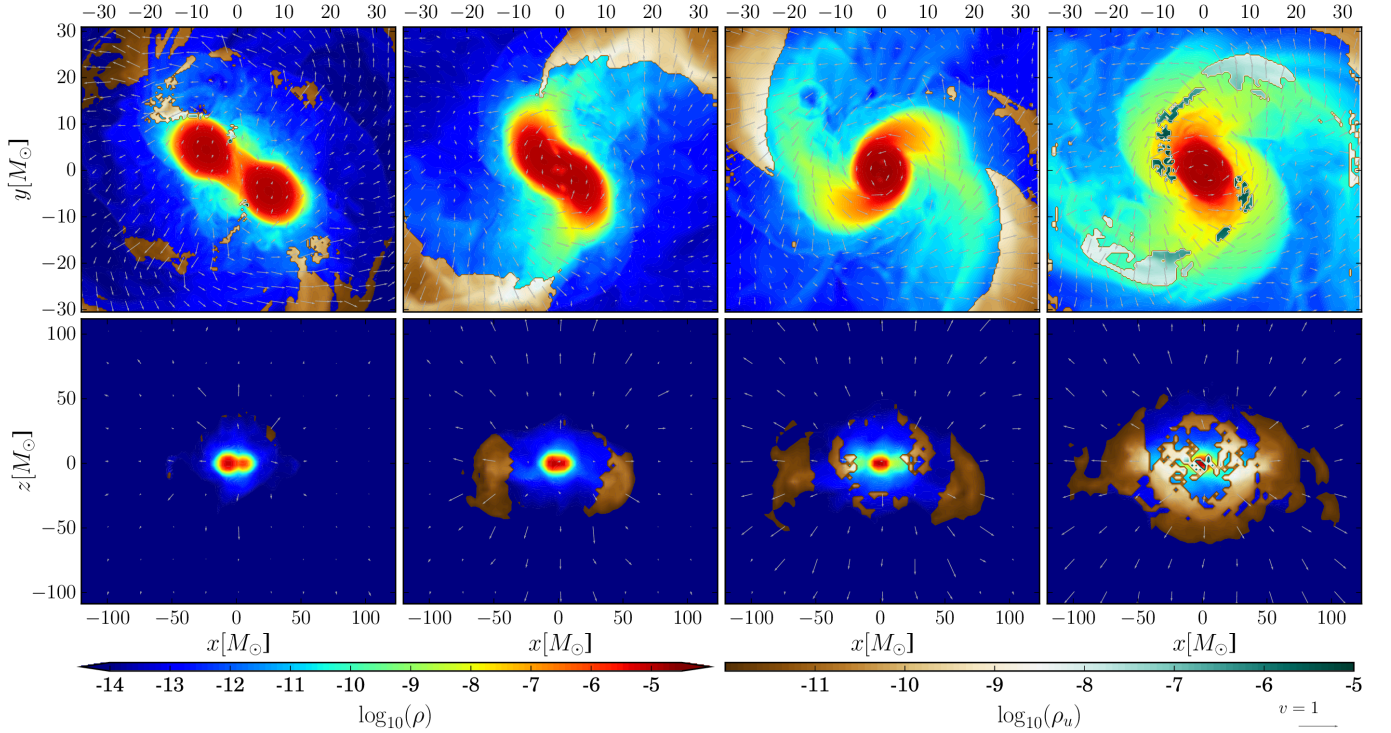 −30 −20 −10 0 10 20 30 −30 −20 −10 0 10 20 30 −30 −20 −10 0 10 20 30 −30 −20 −10 0 10 20 30
30
20
10
0
−10
−20
−30
y[M⊙]
100
50
0
−50
−100
z[M⊙]
−100 −50 0 50 100 −100 −50 0 50 100 −100 −50 0 50 100 −100 −50 0 50 100
x[M⊙] x[M⊙] x[M⊙] x[M⊙]
-14 -13 -12 -11 -10 -9 -8 -7 -6 -5 -11 -10 -9 -8 -7 -6 -5
log₁₀(ρ) log₁₀(ρᵤ) v = 1